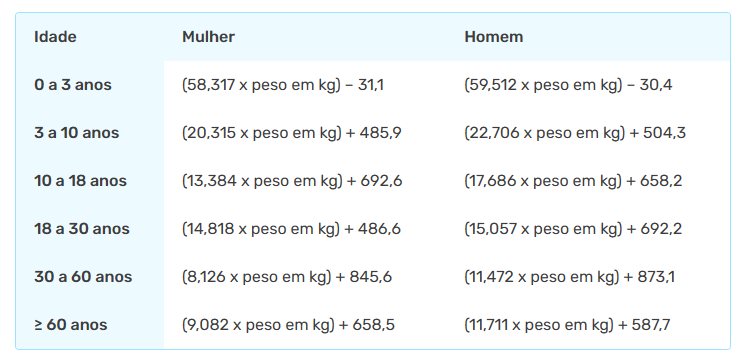 Idade Mulher Homem
0 a 3 anos (58,317 x peso em kg) – 31,1 (59,512 x peso em kg) – 30,4
3 a 10 anos (20,315 x peso em kg) + 485,9 (22,706 x peso em kg) + 504,3
10 a 18 anos (13,384 x peso em kg) + 692,6 (17,686 x peso em kg) + 658,2
18 a 30 anos (14,818 x peso em kg) + 486,6 (15,057 x peso em kg) + 692,2
30 a 60 anos (8,126 x peso em kg) + 845,6 (11,472 x peso em kg) + 873,1
≥ 60 anos (9,082 x peso em kg) + 658,5 (11,711 x peso em kg) + 587,7